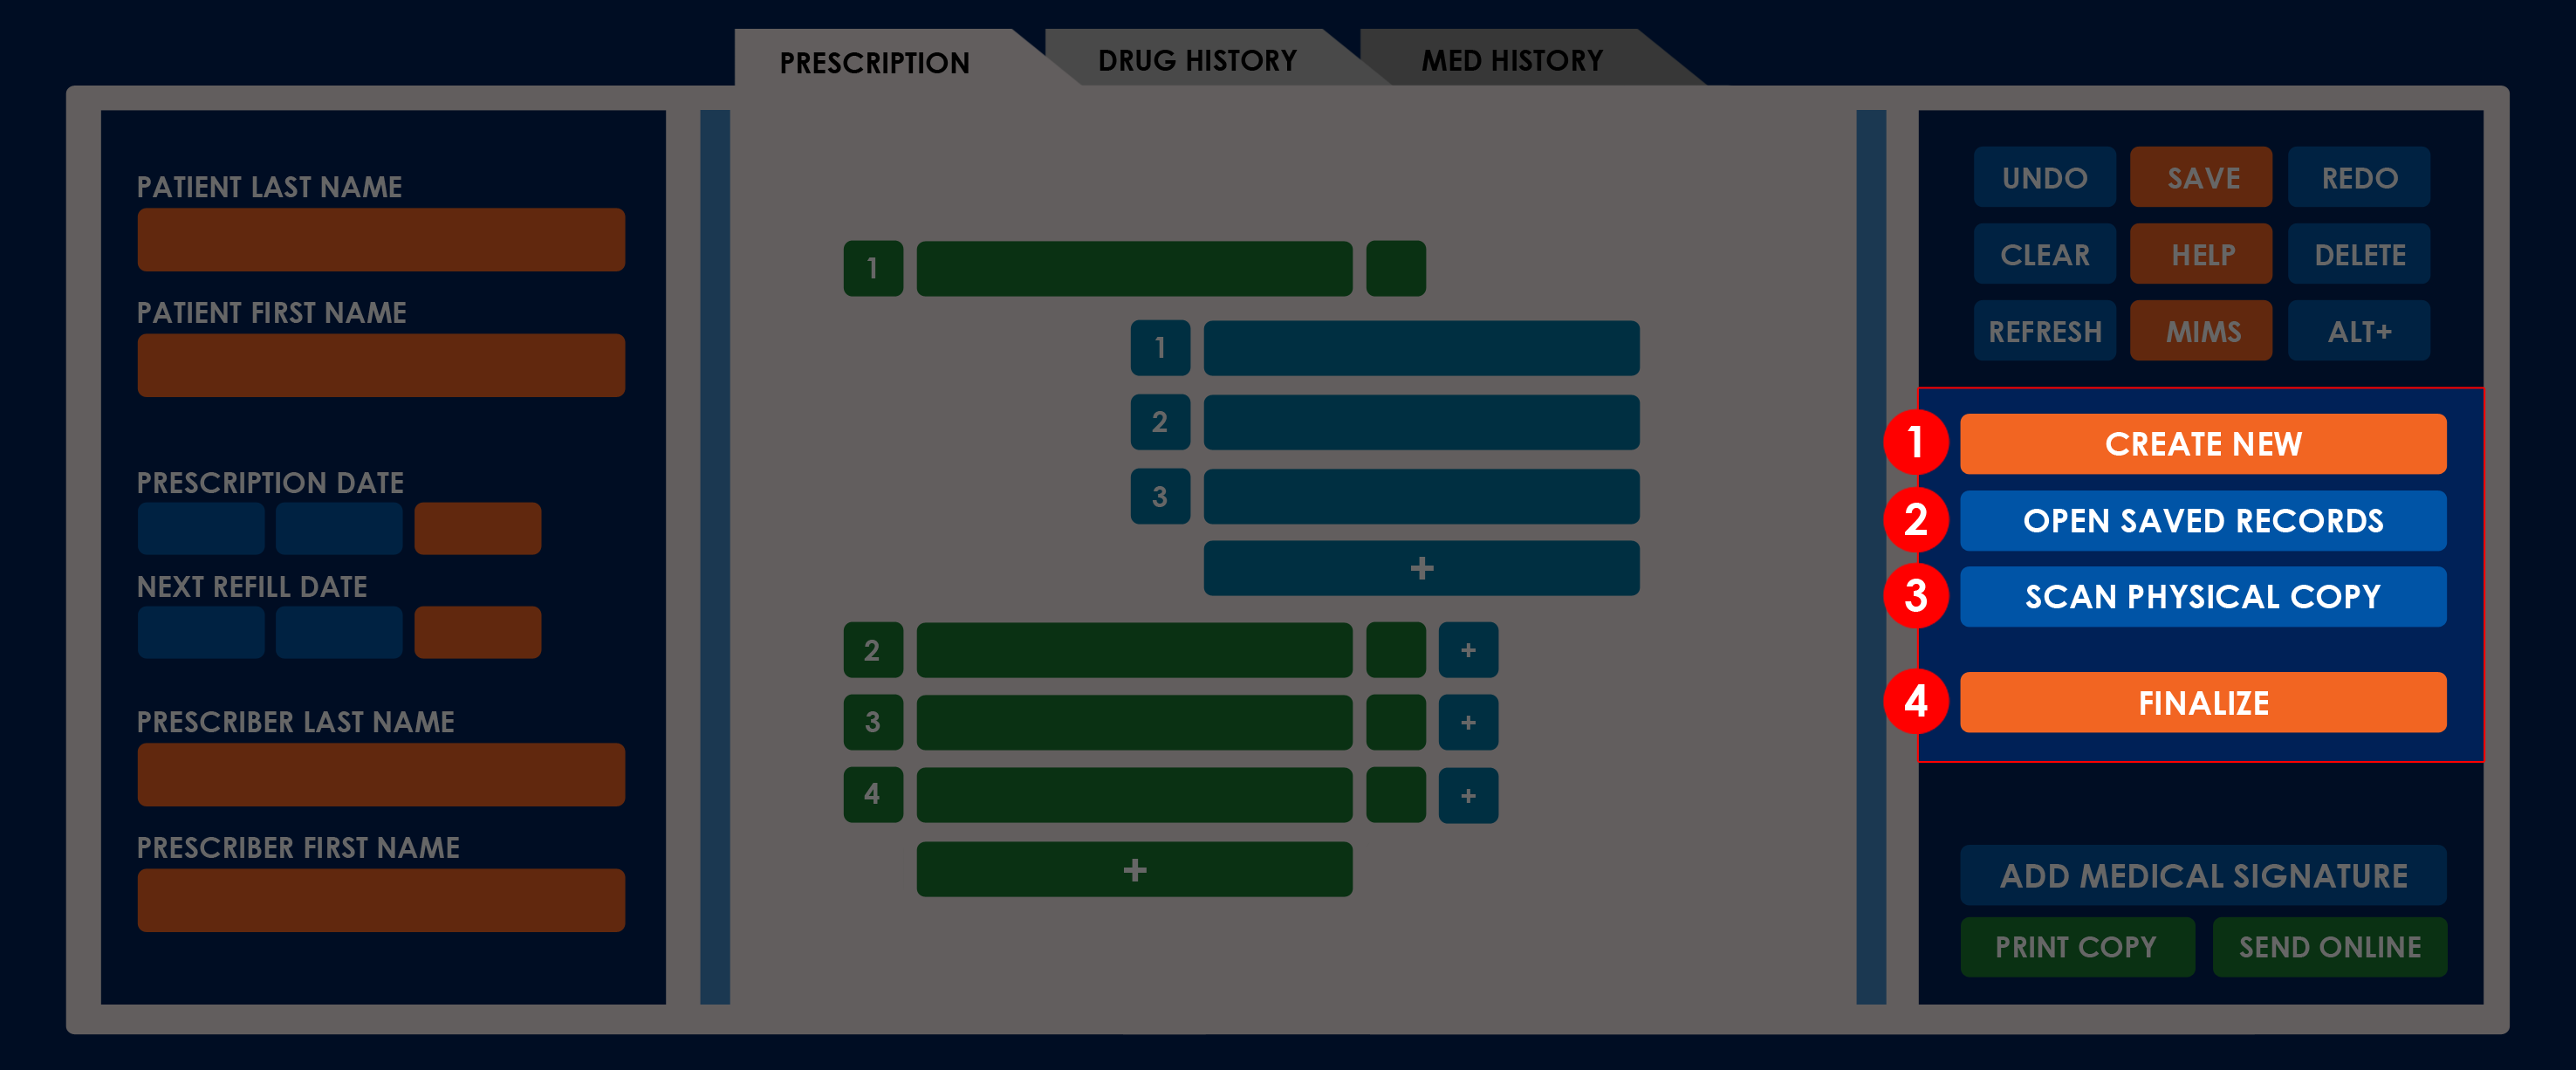 PRESCRIPTION
DRUG HISTORY
MED HISTORY
PATIENT LAST NAME
PATIENT FIRST NAME
PRESCRIPTION DATE
NEXT REFILL DATE
PRESCRIBER LAST NAME
PRESCRIBER FIRST NAME
1
1
2
3
+
2 +
3 +
4 +
+
UNDO SAVE REDO
CLEAR HELP DELETE
REFRESH MIMS ALT+
1 CREATE NEW
2 OPEN SAVED RECORDS
3 SCAN PHYSICAL COPY
4 FINALIZE
ADD MEDICAL SIGNATURE
PRINT COPY SEND ONLINE